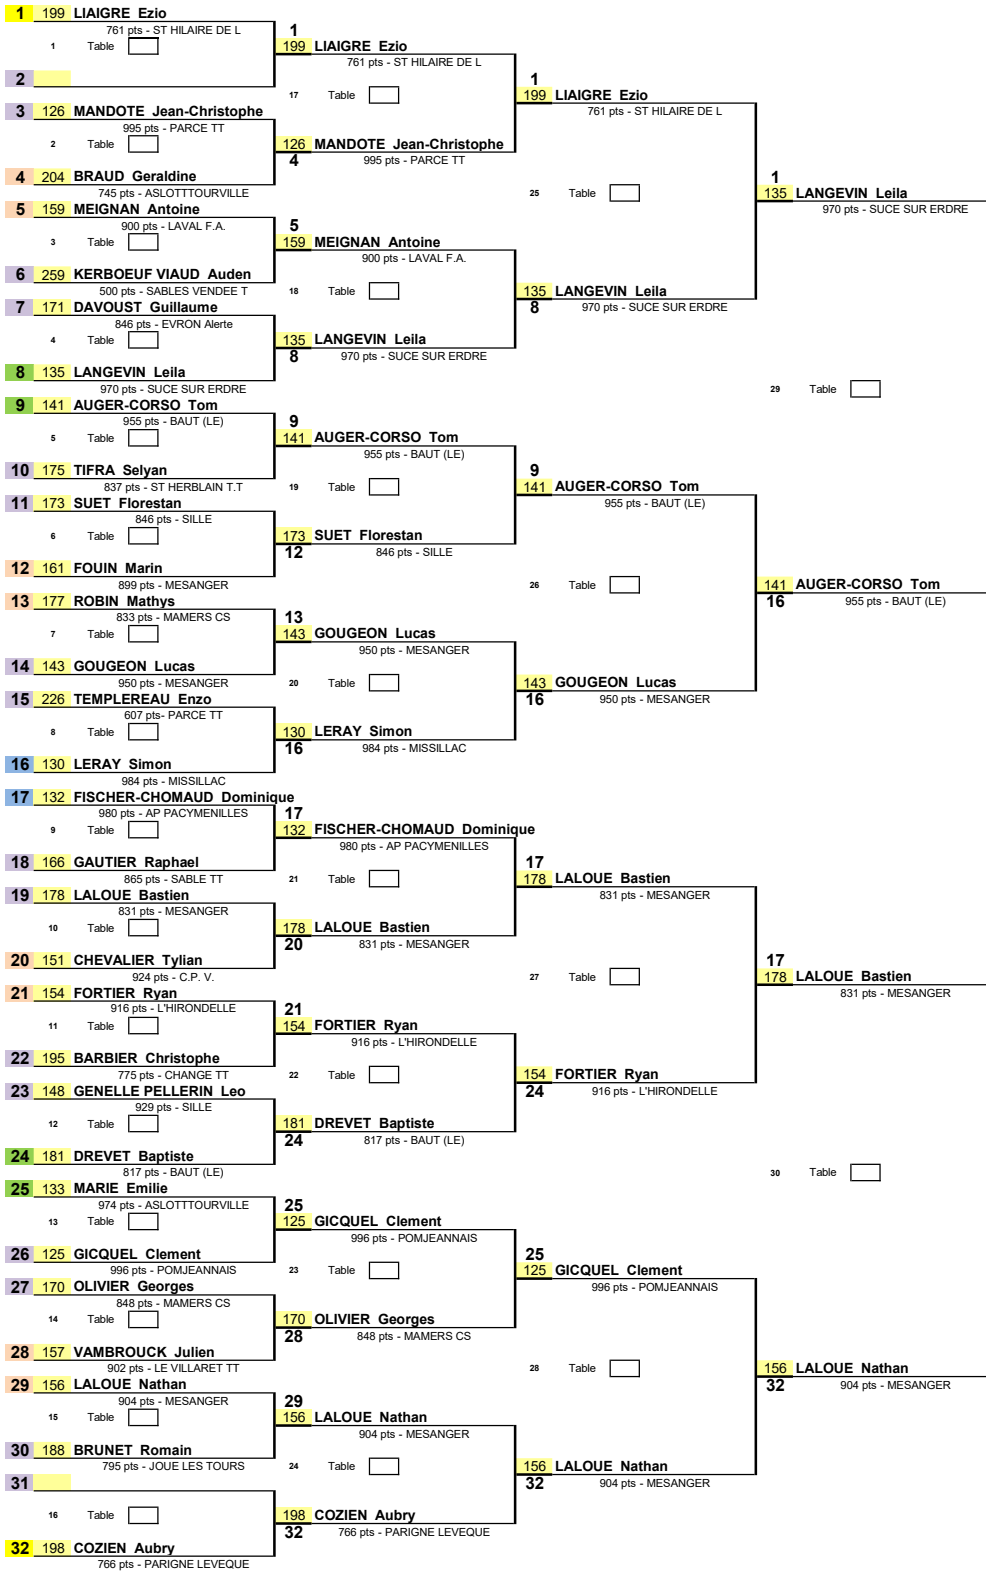 1 199 LIAIGRE Ezio
761 pts - ST HILAIRE DE L
1 Table
1
199 LIAIGRE Ezio
761 pts - ST HILAIRE DE L
2
17 Table
1
199 LIAIGRE Ezio
761 pts - ST HILAIRE DE L
3 126 MANDOTE Jean-Christophe
995 pts - PARCE TT
2 Table
126 MANDOTE Jean-Christophe
4 995 pts - PARCE TT
4 204 BRAUD Geraldine
745 pts - ASLOTTTOURVILLE
25 Table
1
135 LANGEVIN Leila
970 pts - SUCE SUR ERDRE
5 159 MEIGNAN Antoine
900 pts - LAVAL F.A.
3 Table
5
159 MEIGNAN Antoine
900 pts - LAVAL F.A.
6 259 KERBOEUF VIAUD Auden
500 pts - SABLES VENDEE T
18 Table
135 LANGEVIN Leila
8 970 pts - SUCE SUR ERDRE
7 171 DAVOUST Guillaume
846 pts - EVRON Alerte
4 Table
135 LANGEVIN Leila
8 970 pts - SUCE SUR ERDRE
8 135 LANGEVIN Leila
970 pts - SUCE SUR ERDRE
29 Table
9 141 AUGER-CORSO Tom
955 pts - BAUT (LE)
5 Table
9
141 AUGER-CORSO Tom
955 pts - BAUT (LE)
10 175 TIFRA Selyan
837 pts - ST HERBLAIN T.T
19 Table
9
141 AUGER-CORSO Tom
955 pts - BAUT (LE)
11 173 SUET Florestan
846 pts - SILLE
6 Table
173 SUET Florestan
12 846 pts - SILLE
12 161 FOUIN Marin
899 pts - MESANGER
26 Table
141 AUGER-CORSO Tom
16 955 pts - BAUT (LE)
13 177 ROBIN Mathys
833 pts - MAMERS CS
7 Table
13
143 GOUGEON Lucas
950 pts - MESANGER
14 143 GOUGEON Lucas
950 pts - MESANGER
20 Table
143 GOUGEON Lucas
16 950 pts - MESANGER
15 226 TEMPLEREAU Enzo
607 pts- PARCE TT
8 Table
130 LERAY Simon
16 984 pts - MISSILLAC
16 130 LERAY Simon
984 pts - MISSILLAC
17 132 FISCHER-CHOMAUD Dominique
980 pts - AP PACYMENILLES
9 Table
17
132 FISCHER-CHOMAUD Dominique
980 pts - AP PACYMENILLES
18 166 GAUTIER Raphael
865 pts - SABLE TT
21 Table
17
178 LALOUE Bastien
831 pts - MESANGER
19 178 LALOUE Bastien
831 pts - MESANGER
10 Table
178 LALOUE Bastien
20 831 pts - MESANGER
20 151 CHEVALIER Tylian
924 pts - C.P. V.
27 Table
17
178 LALOUE Bastien
831 pts - MESANGER
21 154 FORTIER Ryan
916 pts - L'HIRONDELLE
11 Table
21
154 FORTIER Ryan
916 pts - L'HIRONDELLE
22 195 BARBIER Christophe
775 pts - CHANGE TT
22 Table
154 FORTIER Ryan
24 916 pts - L'HIRONDELLE
23 148 GENELLE PELLERIN Leo
929 pts - SILLE
12 Table
181 DREVET Baptiste
24 817 pts - BAUT (LE)
24 181 DREVET Baptiste
817 pts - BAUT (LE)
30 Table
25 133 MARIE Emilie
974 pts - ASLOTTTOURVILLE
13 Table
25
125 GICQUEL Clement
996 pts - POMJEANNAIS
26 125 GICQUEL Clement
996 pts - POMJEANNAIS
23 Table
25
125 GICQUEL Clement
996 pts - POMJEANNAIS
27 170 OLIVIER Georges
848 pts - MAMERS CS
14 Table
170 OLIVIER Georges
28 848 pts - MAMERS CS
28 157 VAMBROUCK Julien
902 pts - LE VILLARET TT
28 Table
156 LALOUE Nathan
32 904 pts - MESANGER
29 156 LALOUE Nathan
904 pts - MESANGER
15 Table
29
156 LALOUE Nathan
904 pts - MESANGER
30 188 BRUNET Romain
795 pts - JOUE LES TOURS
24 Table
156 LALOUE Nathan
32 904 pts - MESANGER
31
16 Table
198 COZIEN Aubry
32 766 pts - PARIGNE LEVEQUE
32 198 COZIEN Aubry
766 pts - PARIGNE LEVEQUE